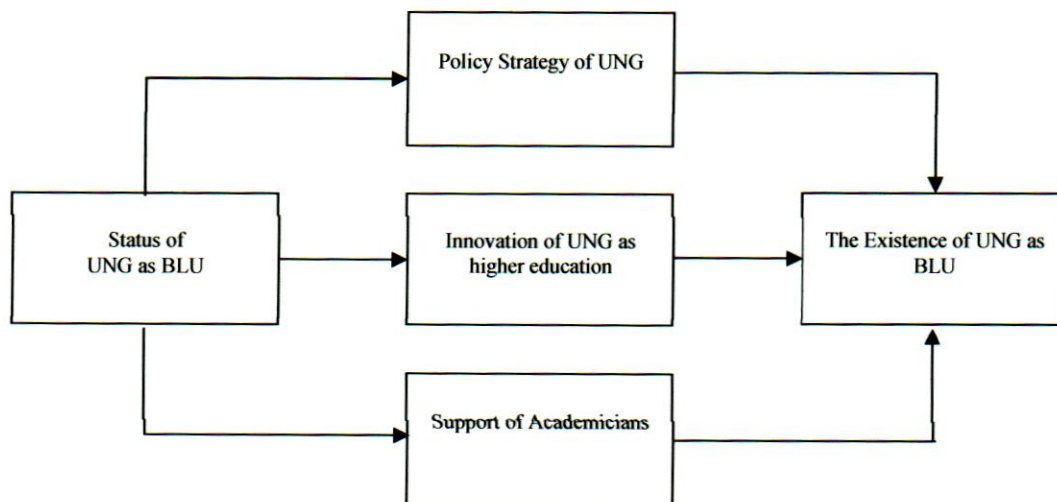 Policy Strategy of UNG
Status of
UNG as BLU
Innovation of UNG as
higher education
The Existence of UNG as
BLU
Support of Academicians